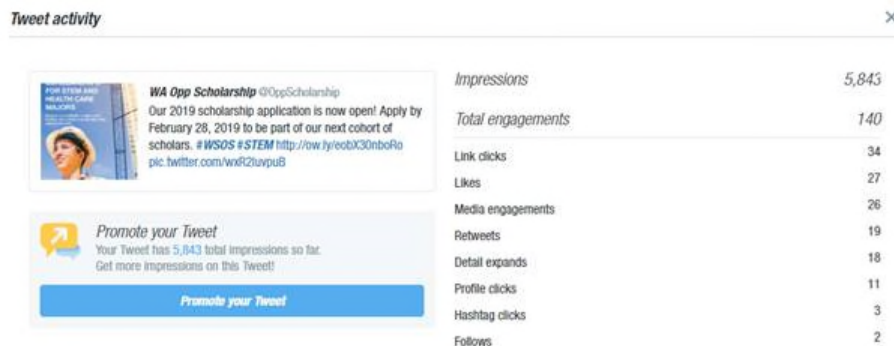 Tweet activity
FOR STEM AND
HEALTH CARE
MAJORS
WA Opp Scholarship @OppScholarship
Our 2019 scholarship application is now open! Apply by
February 28, 2019 to be part of our next cohort of
scholars. #WSOS #STEM http://ow.ly/eobX30nboRo
pic.twitter.com/wxR2luvpuB
Promote your Tweet
Your Tweet has 5,843 total impressions so far.
Get more impressions on this Tweet!
Promote your Tweet
Impressions 5,843
Total engagements 140
Link clicks 34
Likes 27
Media engagements 26
Retweets 19
Detail expands 18
Profile clicks 11
Hashtag clicks 3
Follows 2